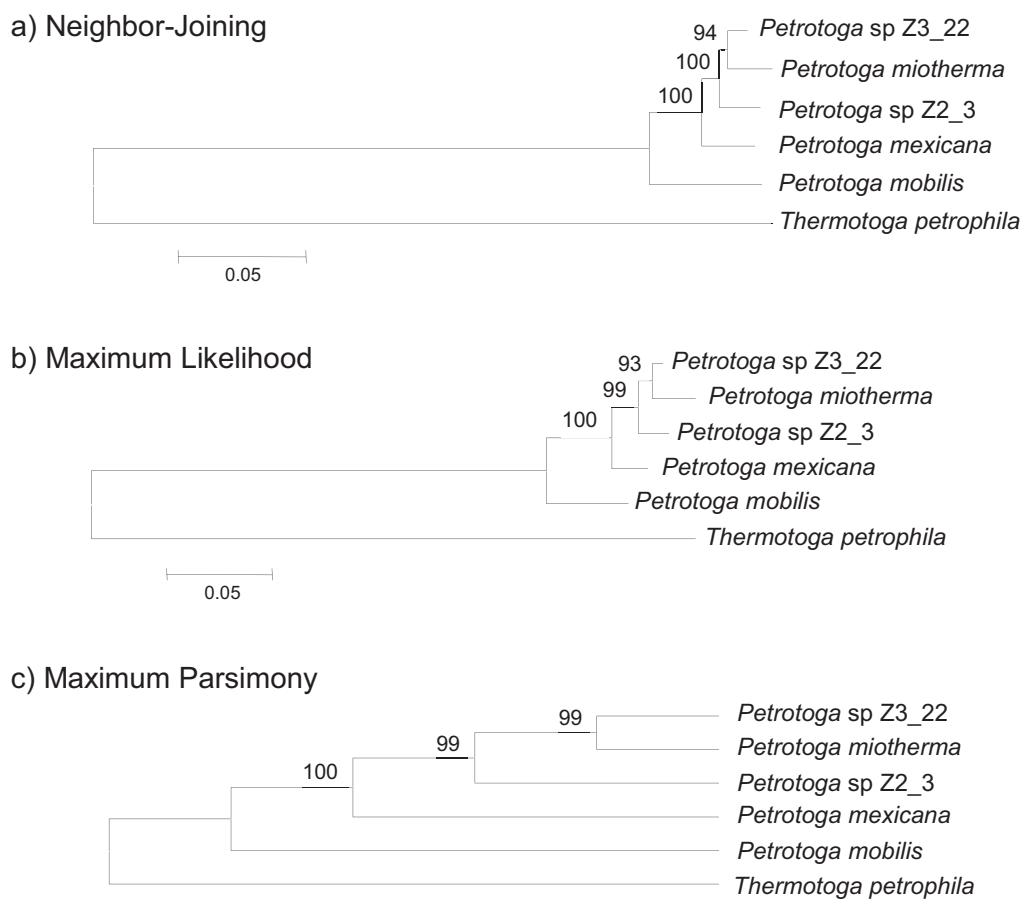 a) Neighbor-Joining
94
Petrotoga sp Z3_22
100
Petrotoga miotherma
100
Petrotoga sp Z2_3
Petrotoga mexicana
Petrotoga mobilis
Thermotoga petrophila
0.05
b) Maximum Likelihood
93
Petrotoga sp Z3_22
99
Petrotoga miotherma
100
Petrotoga sp Z2_3
Petrotoga mexicana
Petrotoga mobilis
Thermotoga petrophila
0.05
c) Maximum Parsimony
99
Petrotoga sp Z3_22
99
Petrotoga miotherma
100
Petrotoga sp Z2_3
Petrotoga mexicana
Petrotoga mobilis
Thermotoga petrophila